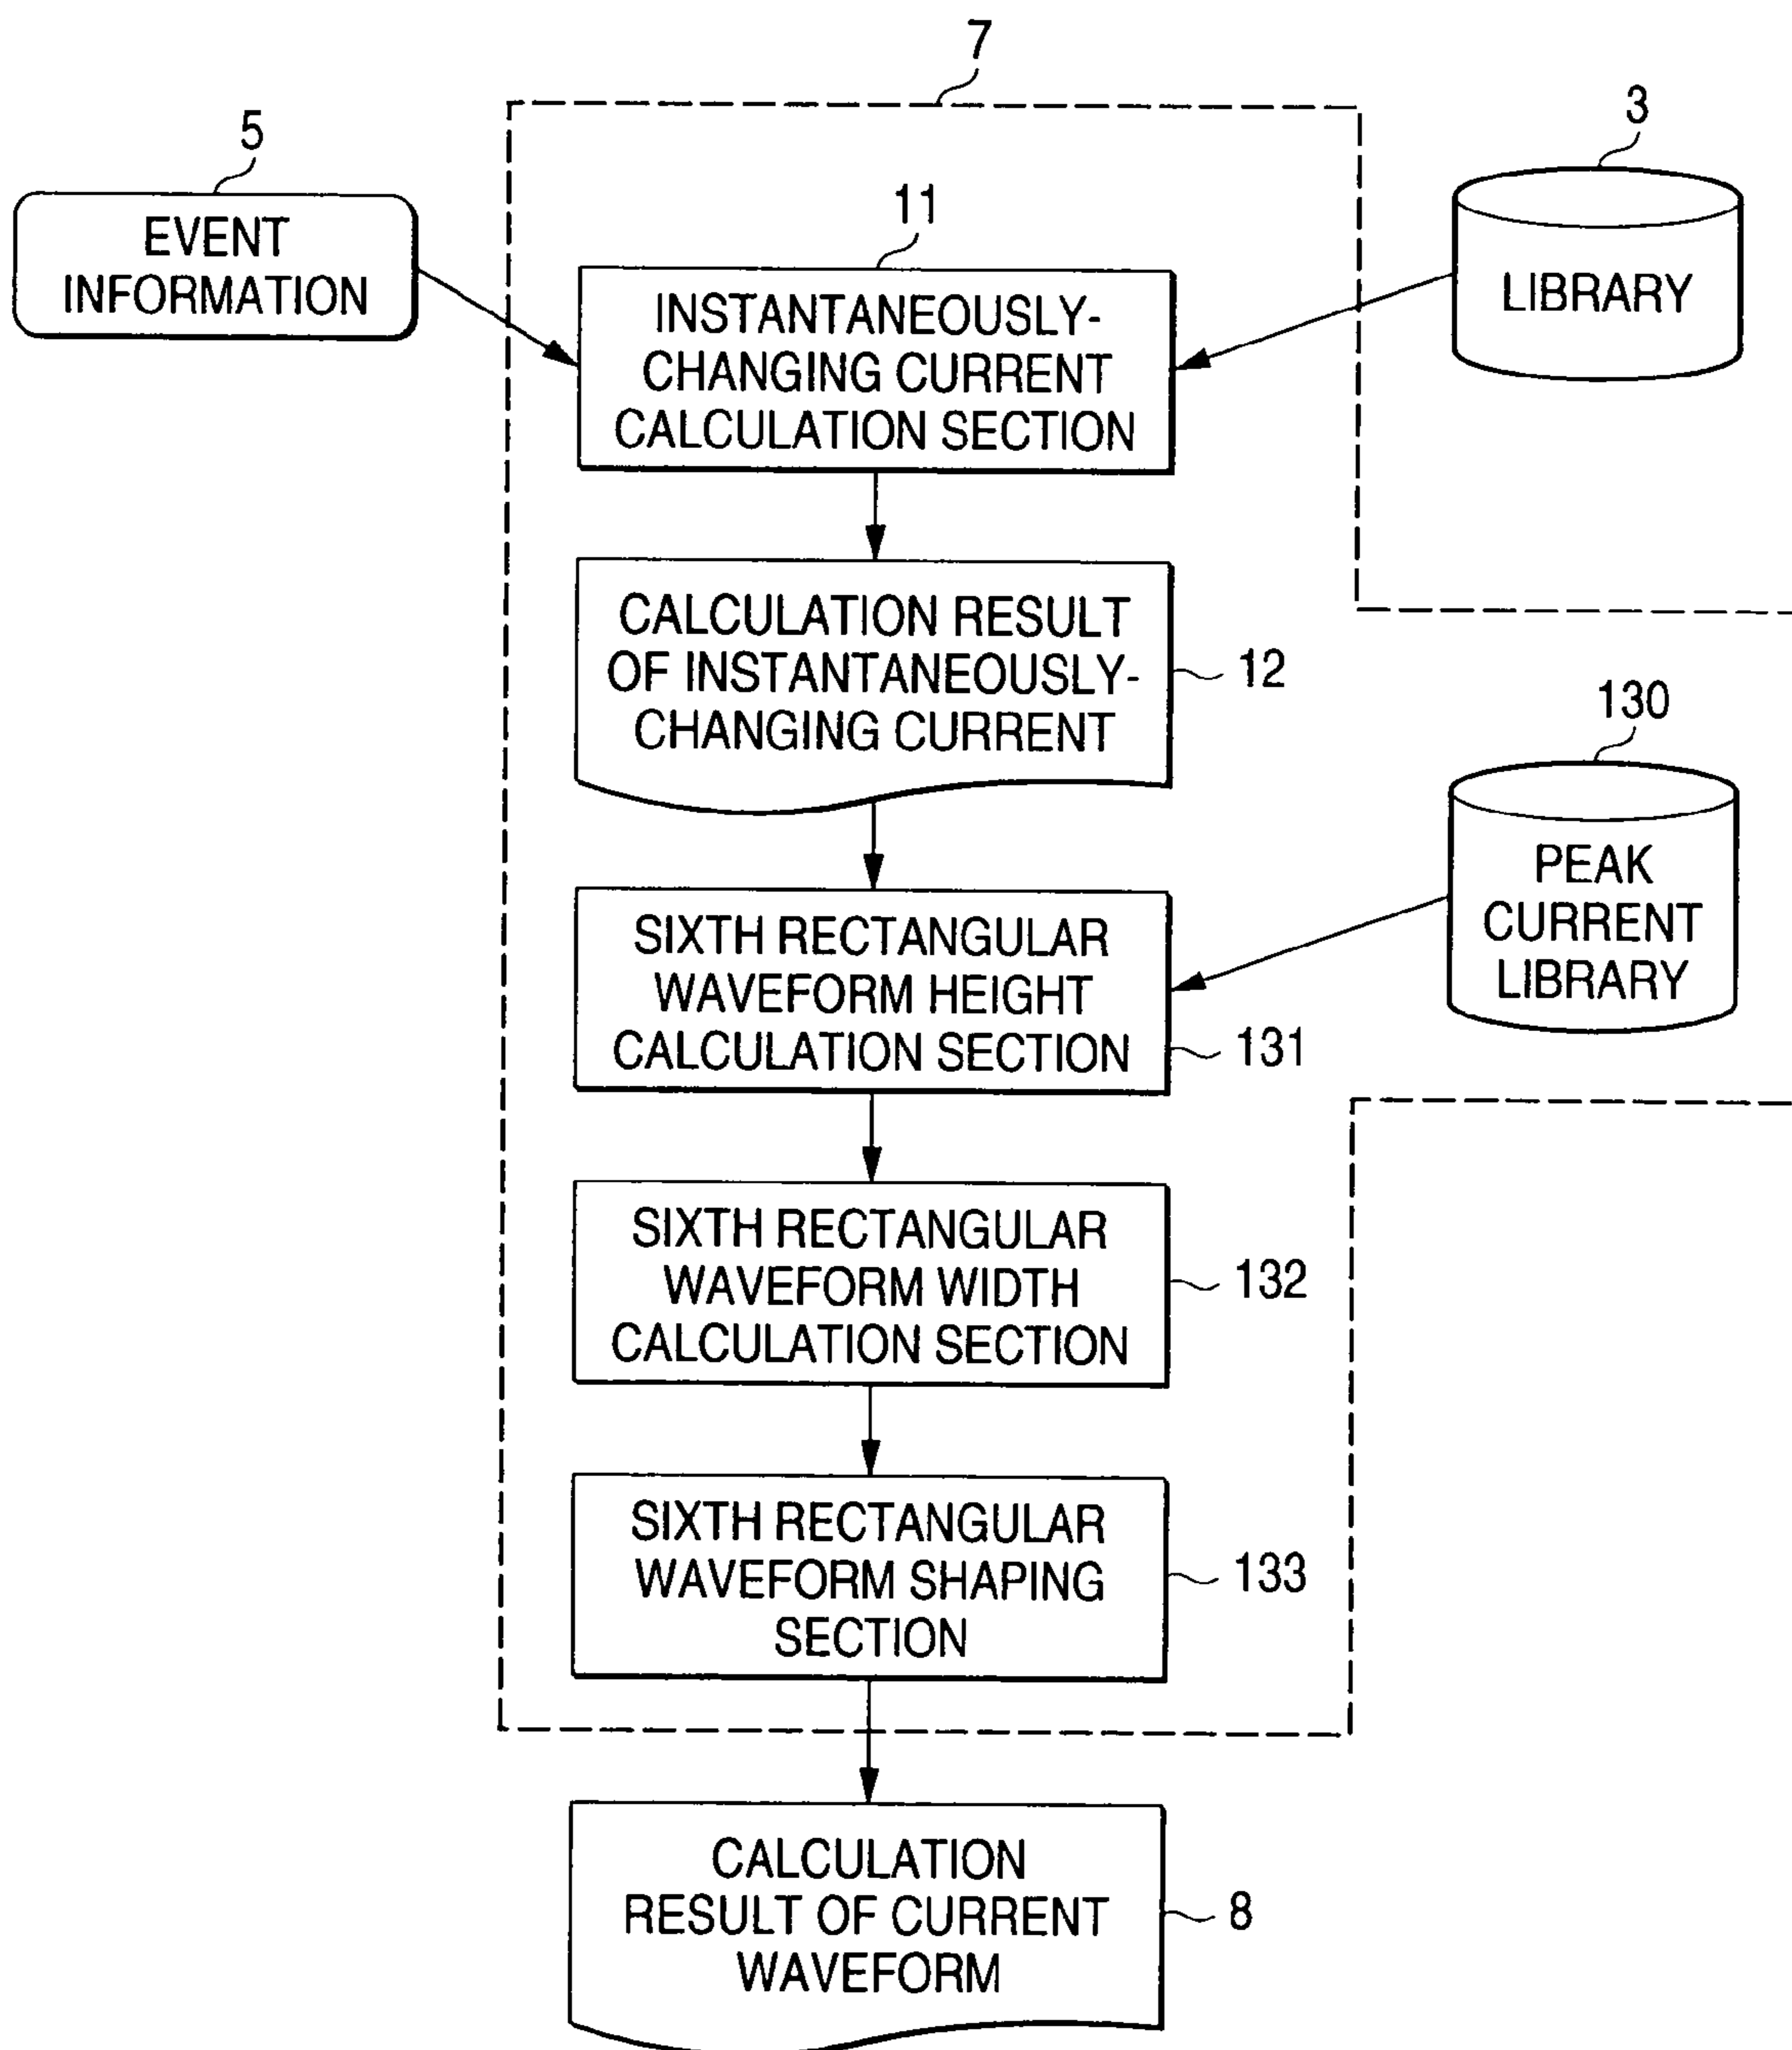 7
5
3
EVENT
INFORMATION
11
LIBRARY
INSTANTANEOUSLY-
CHANGING CURRENT
CALCULATION SECTION
CALCULATION RESULT
OF INSTANTANEOUSLY-
CHANGING CURRENT
12
130
PEAK
CURRENT
LIBRARY
SIXTH RECTANGULAR
WAVEFORM HEIGHT
CALCULATION SECTION
131
SIXTH RECTANGULAR
WAVEFORM WIDTH
CALCULATION SECTION
132
SIXTH RECTANGULAR
WAVEFORM SHAPING
SECTION
133
CALCULATION
RESULT OF CURRENT
WAVEFORM
8